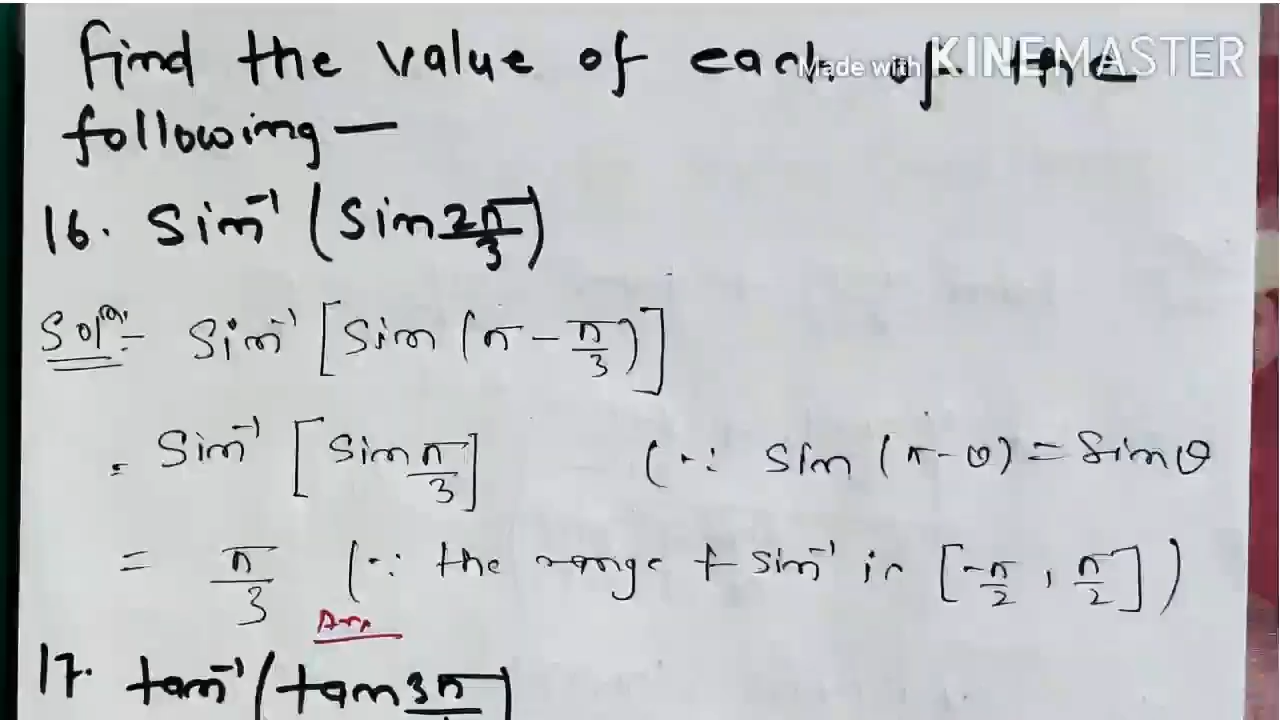 find the value of each of the
Made with KINEMASTER
following —
16. Sin⁻¹ (Sin 2π/3)
Solⁿ:- Sin⁻¹ [Sin (π - π/3)]
= Sin⁻¹ [Sin π/3] (∵ Sin (π-θ) = Sinθ
= π/3 (∵ the range of Sin⁻¹ is [-π/2, π/2])
Ans
17. tan⁻¹ (tan 3π